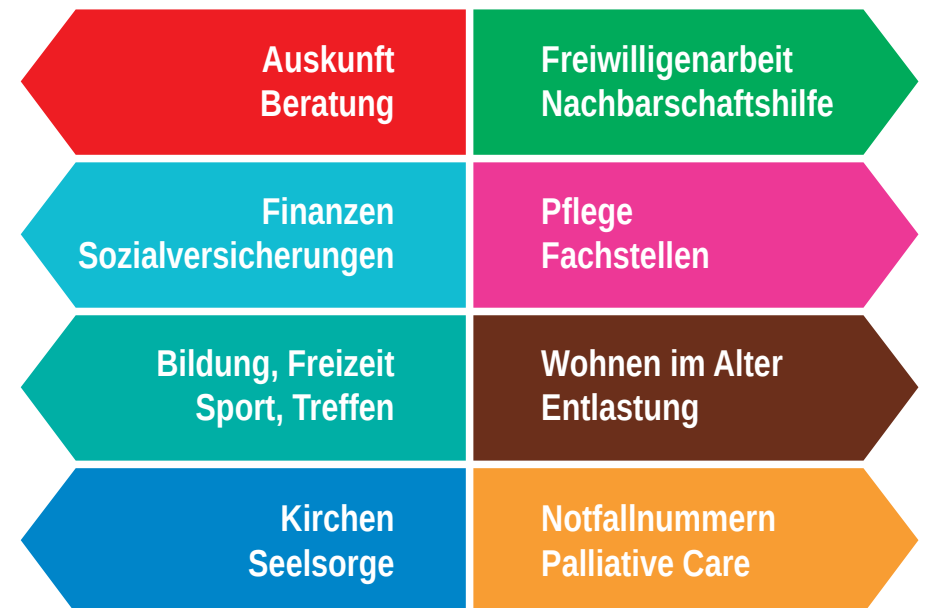 Auskunft
Beratung
Freiwilligenarbeit
Nachbarschaftshilfe
Finanzen
Sozialversicherungen
Pflege
Fachstellen
Bildung, Freizeit
Sport, Treffen
Wohnen im Alter
Entlastung
Kirchen
Seelsorge
Notfallnummern
Palliative Care